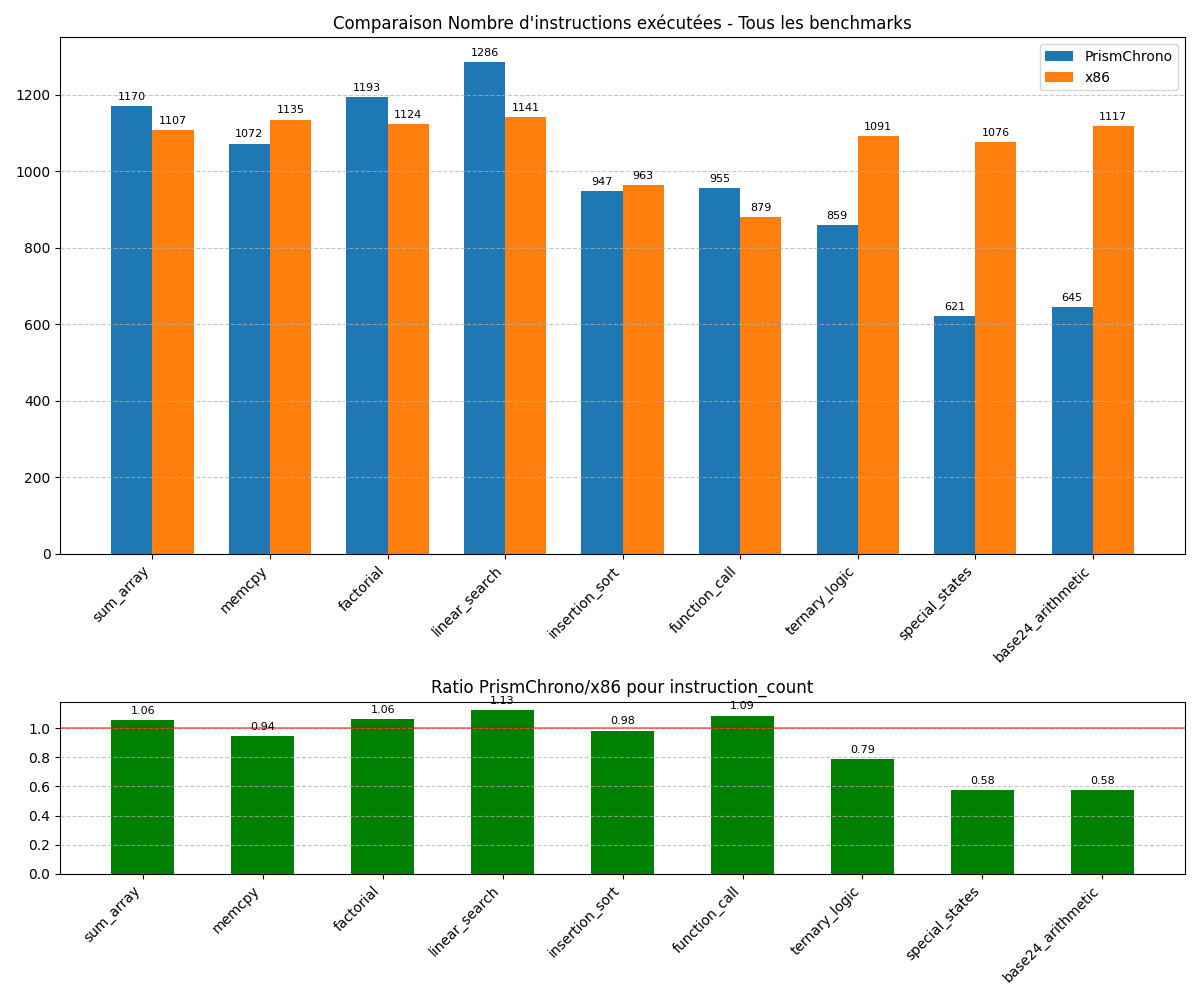 Comparaison Nombre d'instructions exécutées - Tous les benchmarks
PrismChrono
x86
1200
1000
800
600
400
200
0
1170 1107 1072 1135 1193 1124 1286 1141 947 963 955 879 859 1091 621 1076 645 1117
sum_array memcpy factorial linear_search insertion_sort function_call ternary_logic special_states base24_arithmetic
Ratio PrismChrono/x86 pour instruction_count
1.0
0.8
0.6
0.4
0.2
0.0
1.06 0.94 1.06 1.13 0.98 1.09 0.79 0.58 0.58
sum_array memcpy factorial linear_search insertion_sort function_call ternary_logic special_states base24_arithmetic